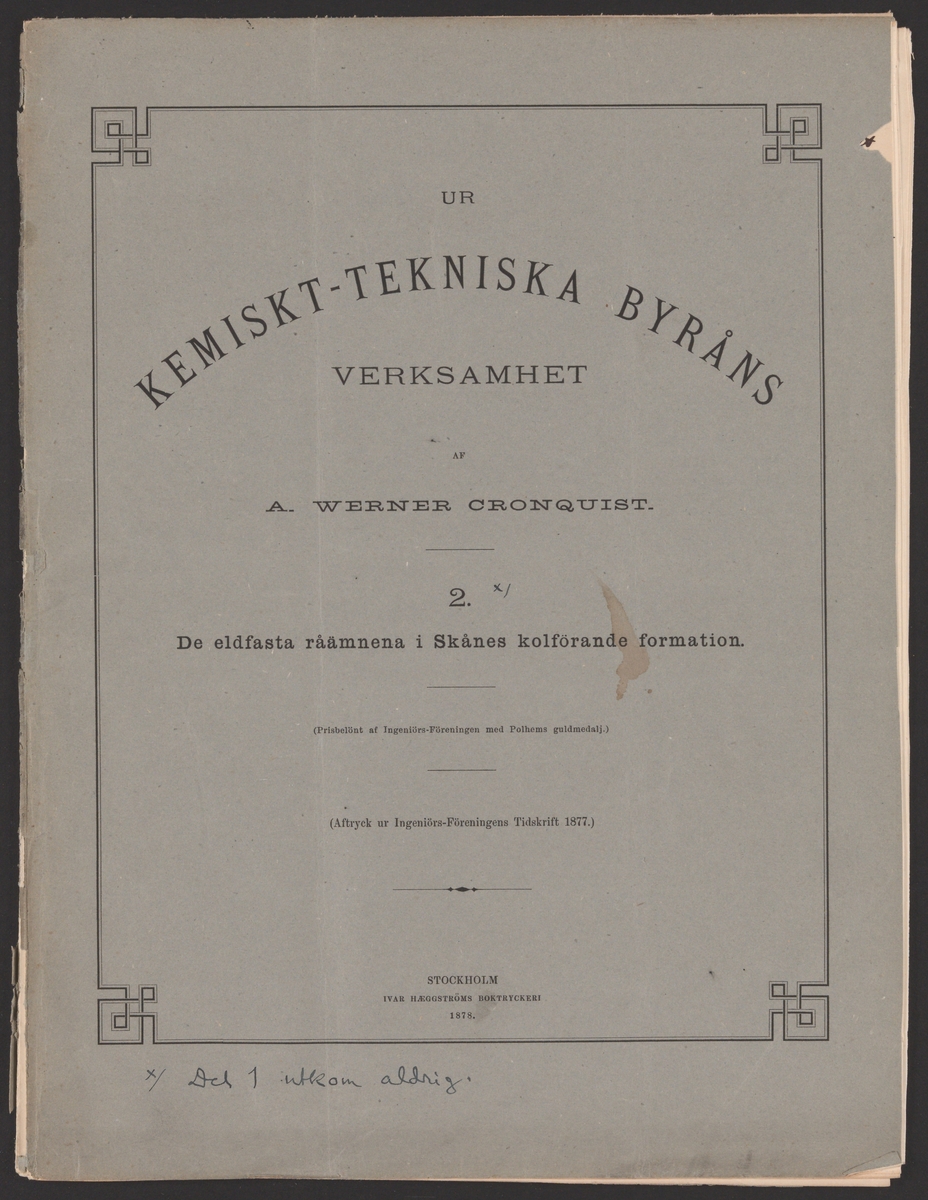 UR
KEMISKT-TEKNISKA BYRÅNS
VERKSAMHET
AF
A. WERNER CRONQUIST.
2. x/
De eldfasta råämnena i Skånes kolförande formation.
(Prisbelönt af Ingeniörs-Föreningen med Polhems guldmedalj.)
(Aftryck ur Ingeniörs-Föreningens Tidskrift 1877.)
STOCKHOLM
IVAR HÆGGSTRÖMS BOKTRYCKERI
1878.
x/ Del 1 utkom aldrig.